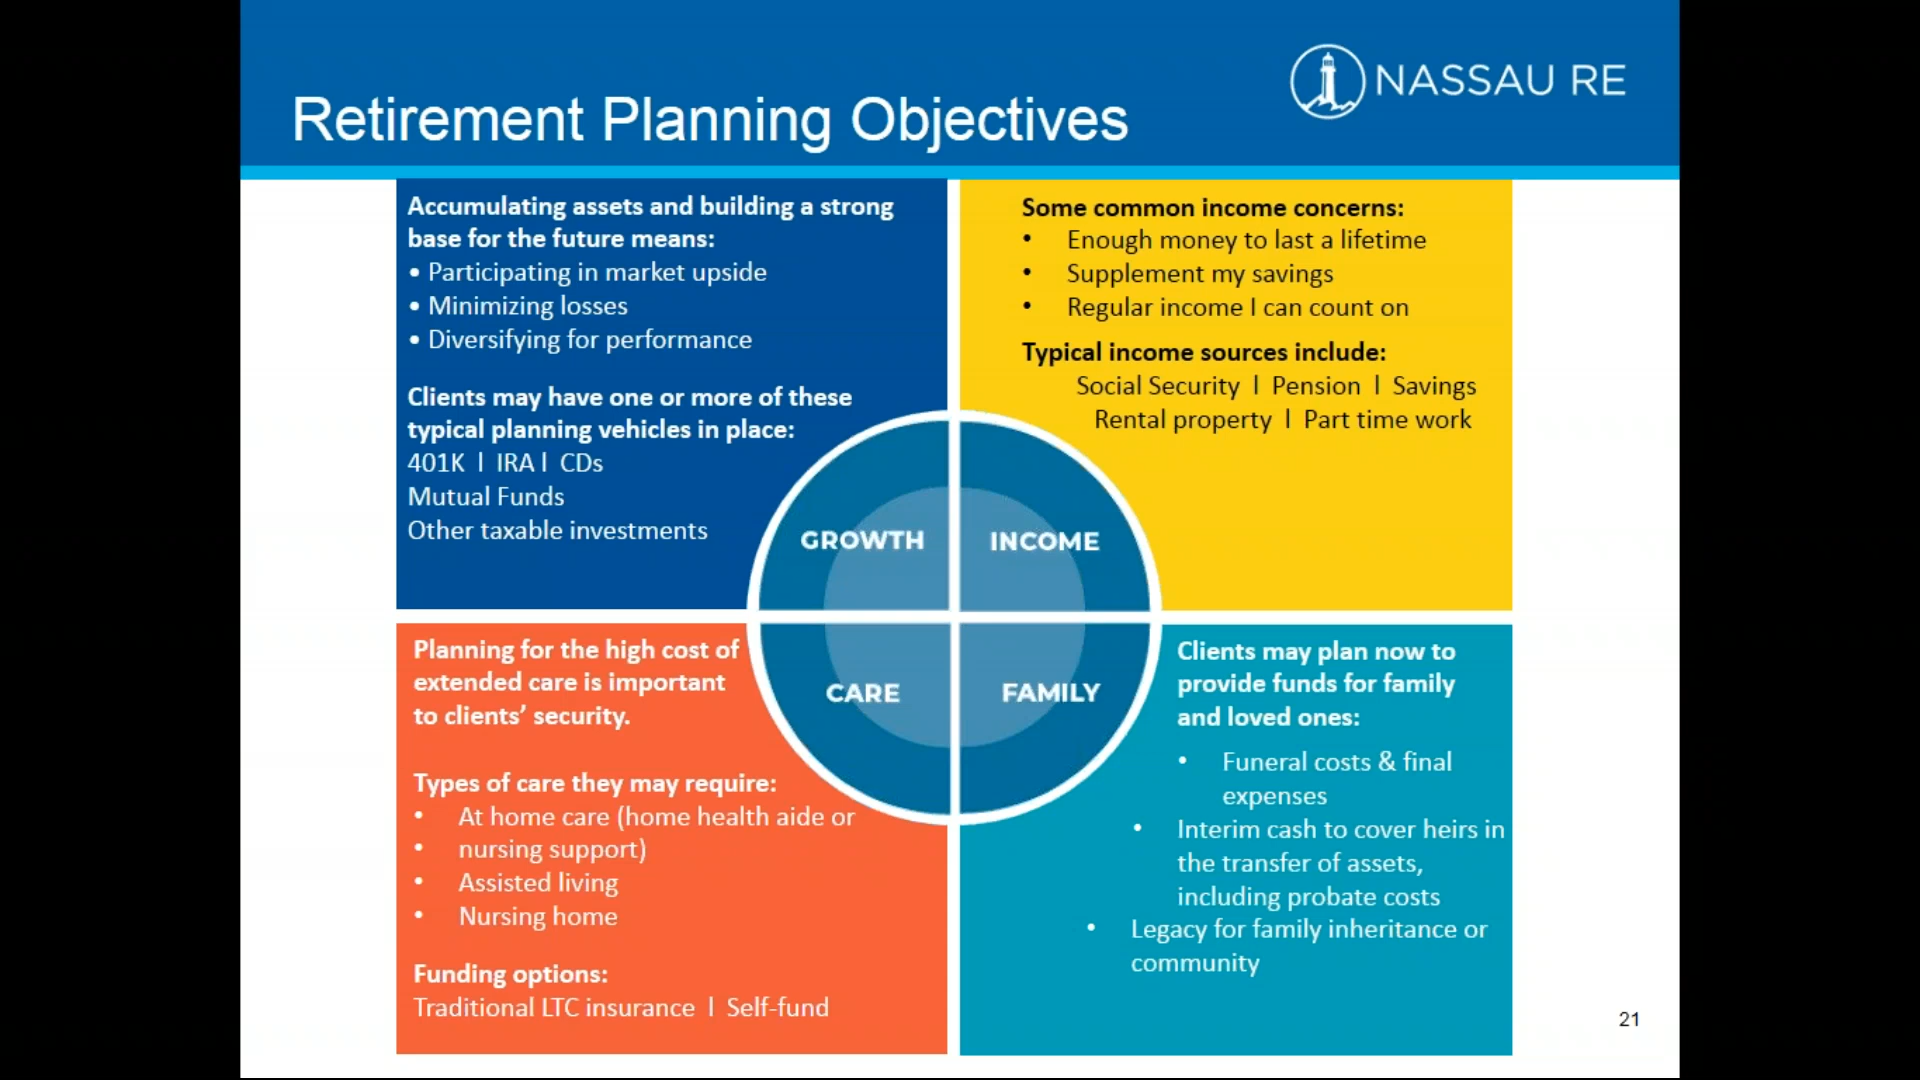 NASSAU RE
Retirement Planning Objectives
Accumulating assets and building a strong
base for the future means:
• Participating in market upside
• Minimizing losses
• Diversifying for performance
Clients may have one or more of these
typical planning vehicles in place:
401K l IRA l CDs
Mutual Funds
Other taxable investments
Some common income concerns:
• Enough money to last a lifetime
• Supplement my savings
• Regular income I can count on
Typical income sources include:
Social Security l Pension l Savings
Rental property l Part time work
GROWTH
INCOME
CARE
FAMILY
Planning for the high cost of
extended care is important
to clients’ security.
Types of care they may require:
• At home care (home health aide or
• nursing support)
• Assisted living
• Nursing home
Funding options:
Traditional LTC insurance l Self-fund
Clients may plan now to
provide funds for family
and loved ones:
• Funeral costs & final
expenses
• Interim cash to cover heirs in
the transfer of assets,
including probate costs
• Legacy for family inheritance or
community
21